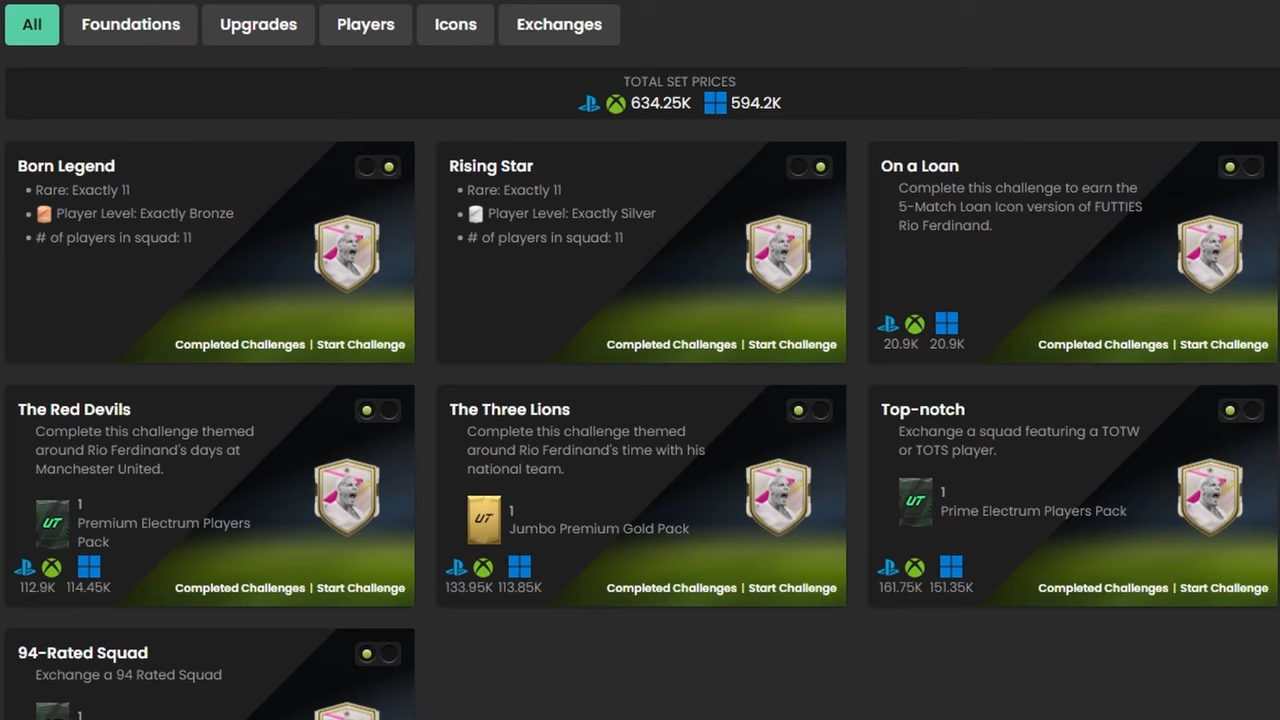 All
Foundations
Upgrades
Players
Icons
Exchanges
TOTAL SET PRICES
634.25K 594.2K
Born Legend
• Rare: Exactly 11
• Player Level: Exactly Bronze
• # of players in squad: 11
Completed Challenges | Start Challenge
Rising Star
• Rare: Exactly 11
• Player Level: Exactly Silver
• # of players in squad: 11
Completed Challenges | Start Challenge
On a Loan
Complete this challenge to earn the
5-Match Loan Icon version of FUTTIES
Rio Ferdinand.
20.9K 20.9K
Completed Challenges | Start Challenge
The Red Devils
Complete this challenge themed
around Rio Ferdinand's days at
Manchester United.
UT
1
Premium Electrum Players
Pack
112.9K 114.45K
Completed Challenges | Start Challenge
The Three Lions
Complete this challenge themed
around Rio Ferdinand's time with his
national team.
UT
1
Jumbo Premium Gold Pack
133.95K 113.85K
Completed Challenges | Start Challenge
Top-notch
Exchange a squad featuring a TOTW
or TOTS player.
UT
1
Prime Electrum Players Pack
161.75K 151.35K
Completed Challenges | Start Challenge
94-Rated Squad
Exchange a 94 Rated Squad
1